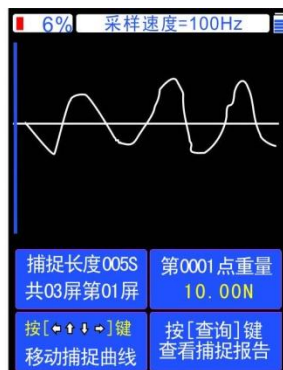 6% 采样速度=100Hz
捕捉长度005S
共03屏第01屏
第0001点重量
10.00N
按[←↑↓→]键
移动捕捉曲线
按[查询]键
查看捕捉报告